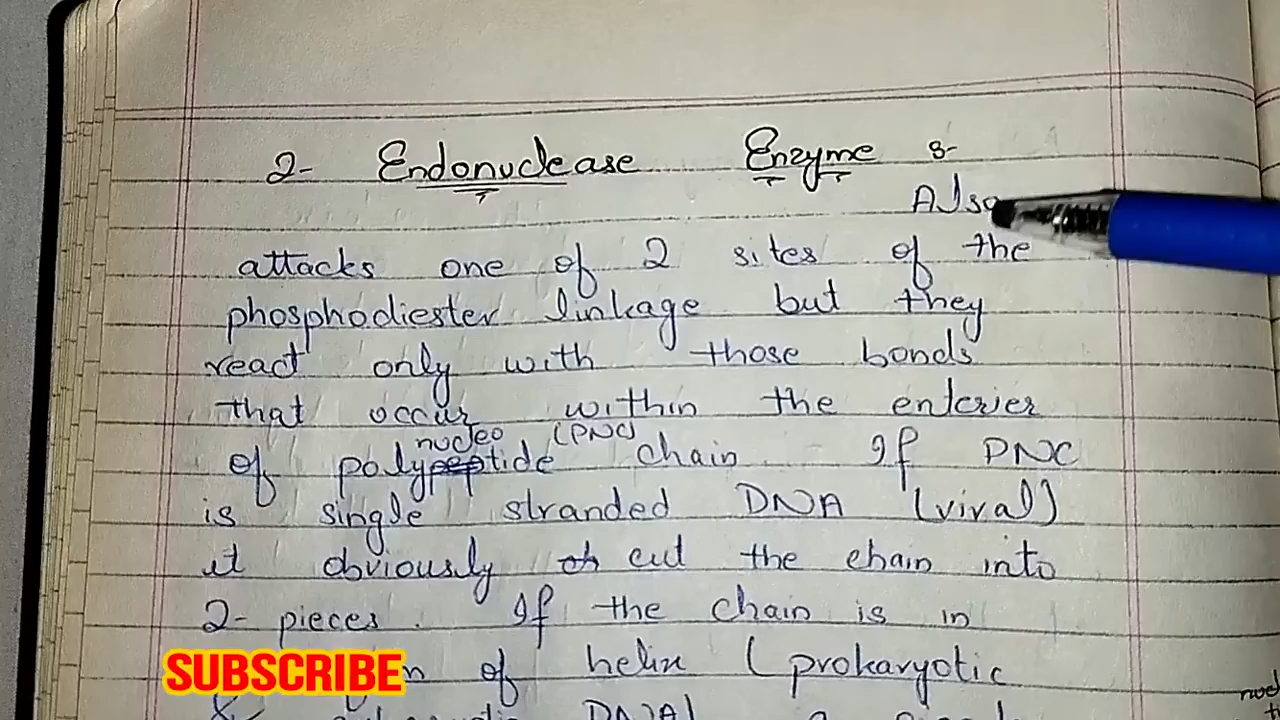 2- Endonuclease Enzyme :-
Also
attacks one of 2 sites of the
phosphodiester linkage but they
react only with those bonds
that occur within the enterier
nucleo (PNC)
of polypeptide chain If PNC
is single stranded DNA (viral)
it obviously cut the chain into
2- pieces. If the chain is in
SUBSCRIBE of helix (prokaryotic
DNA)